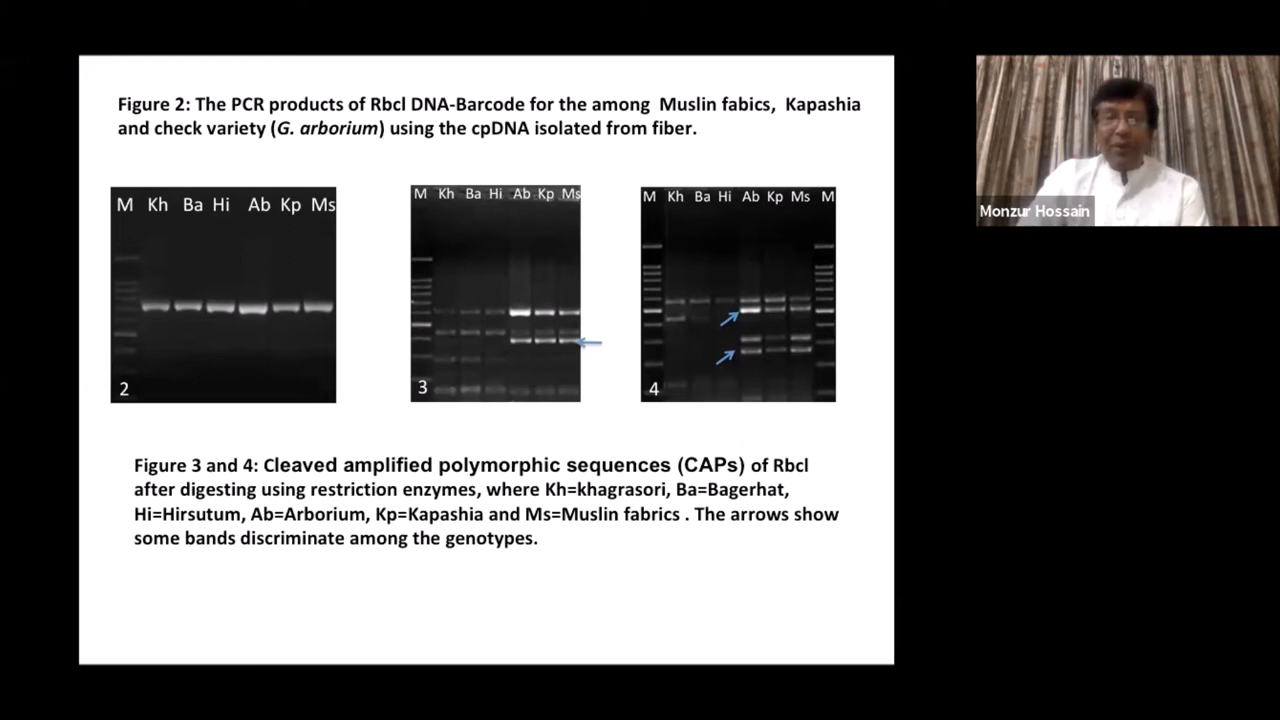 Figure 2: The PCR products of Rbcl DNA-Barcode for the among Muslin fabics, Kapashia
and check variety (G. arborium) using the cpDNA isolated from fiber.
M Kh Ba Hi Ab Kp Ms
2
M Kh Ba Hi Ab Kp Ms
3
M Kh Ba Hi Ab Kp Ms M
4
Figure 3 and 4: Cleaved amplified polymorphic sequences (CAPs) of Rbcl
after digesting using restriction enzymes, where Kh=khagrasori, Ba=Bagerhat,
Hi=Hirsutum, Ab=Arborium, Kp=Kapashia and Ms=Muslin fabrics . The arrows show
some bands discriminate among the genotypes.
Monzur Hossain